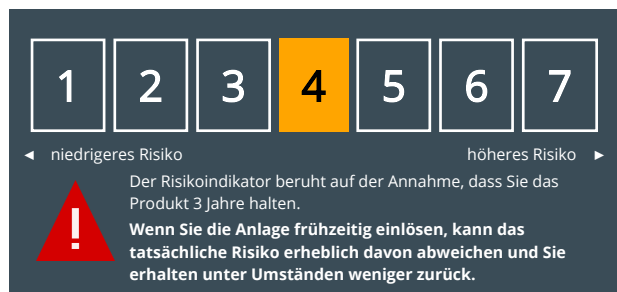 1 2 3 4 5 6 7
◄ niedrigeres Risiko höheres Risiko ►
Der Risikoindikator beruht auf der Annahme, dass Sie das
Produkt 3 Jahre halten.
Wenn Sie die Anlage frühzeitig einlösen, kann das
tatsächliche Risiko erheblich davon abweichen und Sie
erhalten unter Umständen weniger zurück.
!